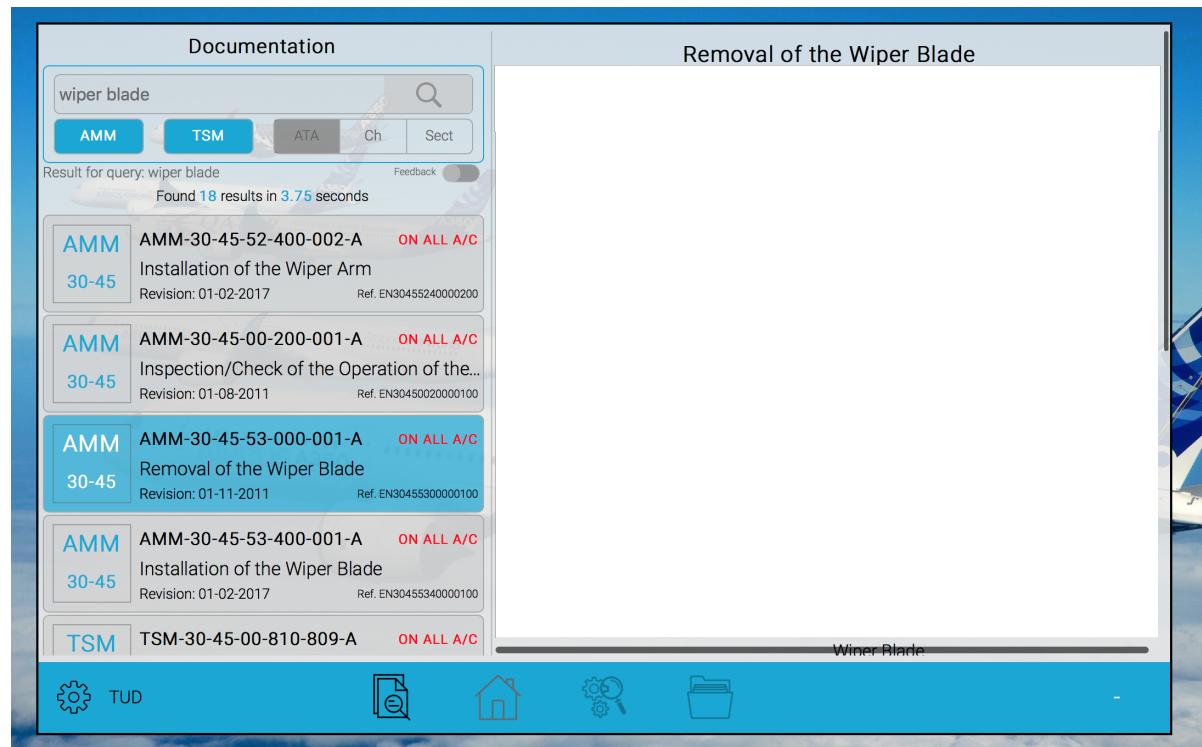 Documentation
wiper blade
AMM TSM ATA Ch Sect
Result for query: wiper blade Feedback
Found 18 results in 3.75 seconds
AMM
30-45
AMM-30-45-52-400-002-A ON ALL A/C
Installation of the Wiper Arm
Revision: 01-02-2017 Ref. EN30455240000200
AMM
30-45
AMM-30-45-00-200-001-A ON ALL A/C
Inspection/Check of the Operation of the...
Revision: 01-08-2011 Ref. EN30450020000100
AMM
30-45
AMM-30-45-53-000-001-A ON ALL A/C
Removal of the Wiper Blade
Revision: 01-11-2011 Ref. EN30455300000100
AMM
30-45
AMM-30-45-53-400-001-A ON ALL A/C
Installation of the Wiper Blade
Revision: 01-02-2017 Ref. EN30455340000100
TSM
TSM-30-45-00-810-809-A ON ALL A/C
Removal of the Wiper Blade
Wiper Blade
TUD
-